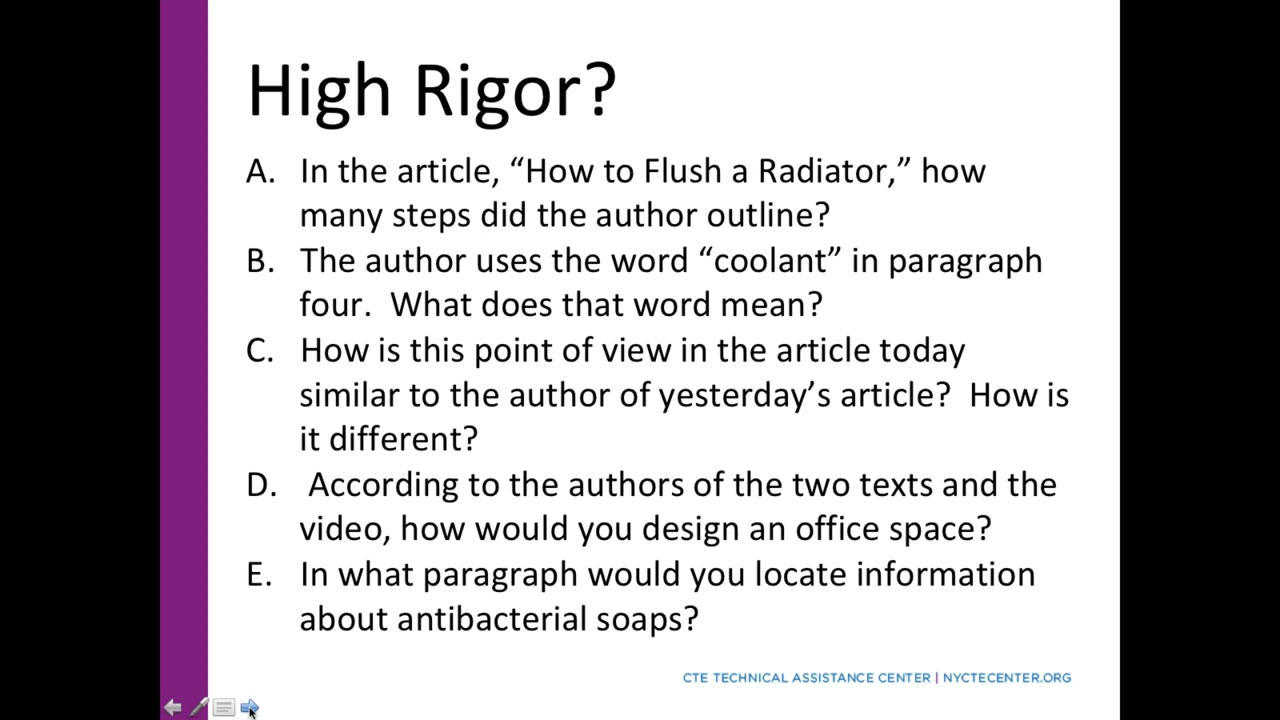 High Rigor?
A. In the article, “How to Flush a Radiator,” how
many steps did the author outline?
B. The author uses the word “coolant” in paragraph
four.  What does that word mean?
C. How is this point of view in the article today
similar to the author of yesterday’s article?  How is
it different?
D.  According to the authors of the two texts and the
video, how would you design an office space?
E. In what paragraph would you locate information
about antibacterial soaps?
CTE TECHNICAL ASSISTANCE CENTER | NYCTECENTER.ORG